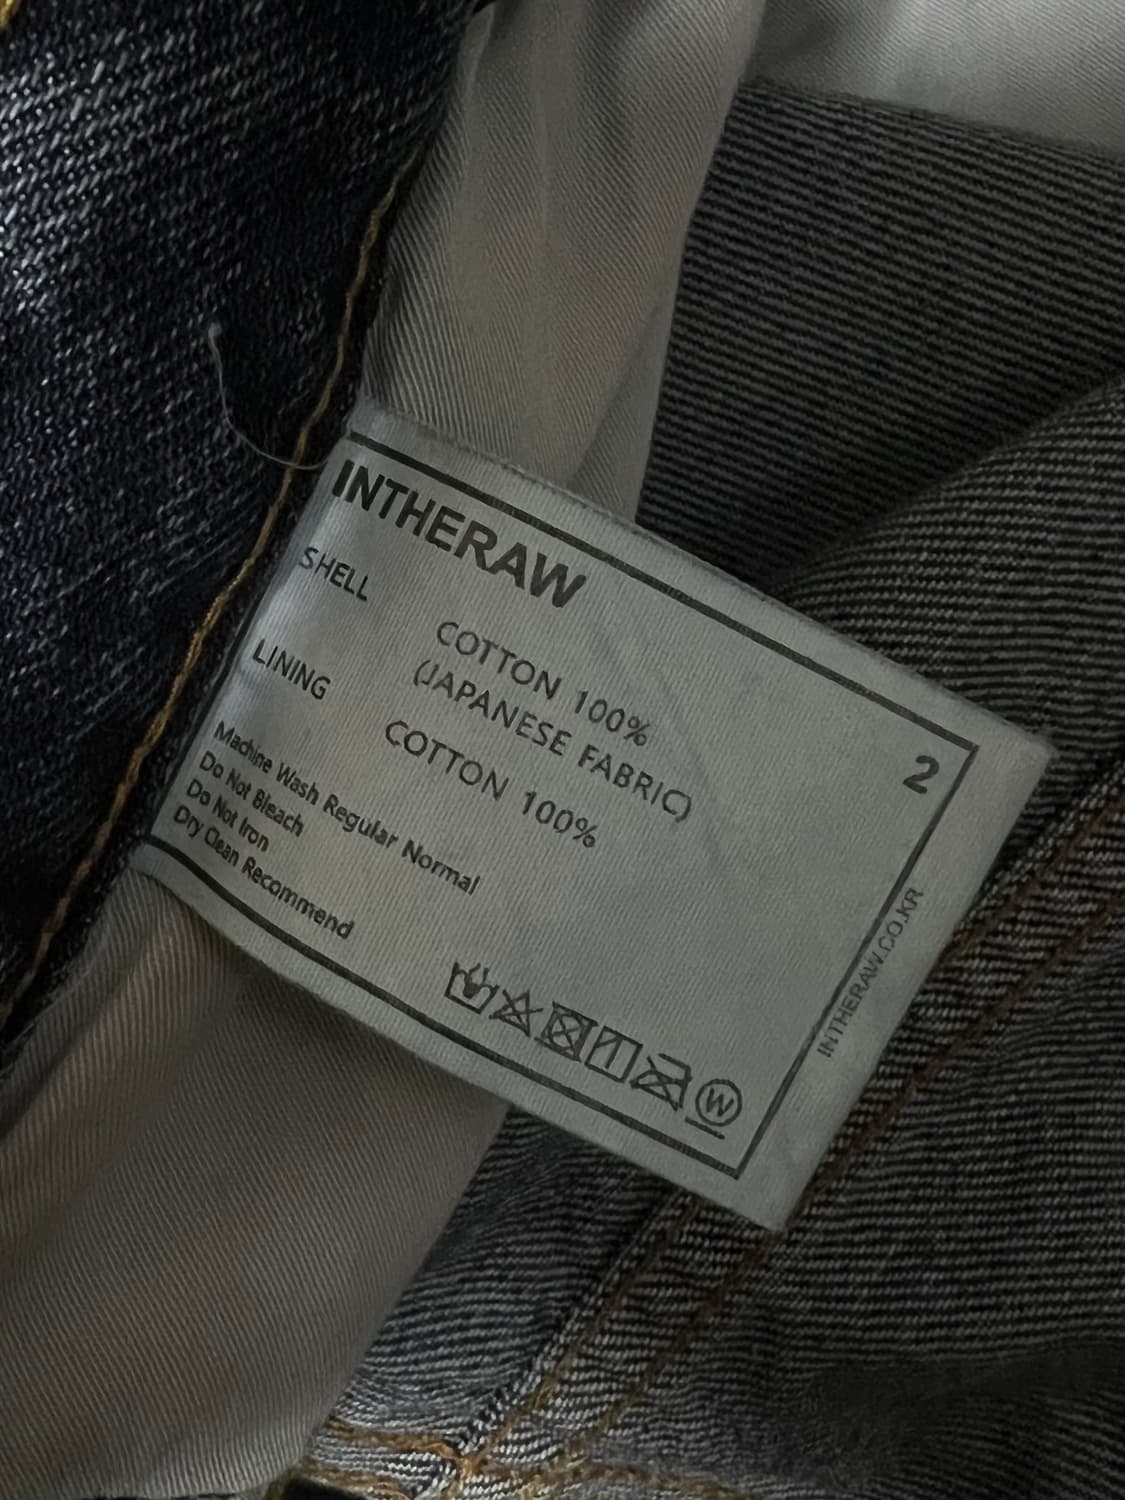 INTHERAW
SHELL COTTON 100%
(JAPANESE FABRIC)
LINING COTTON 100%
2
Machine Wash Regular Normal
Do Not Bleach
Do Not Iron
Dry Clean Recommend
W
INTHERAW.CO.KR